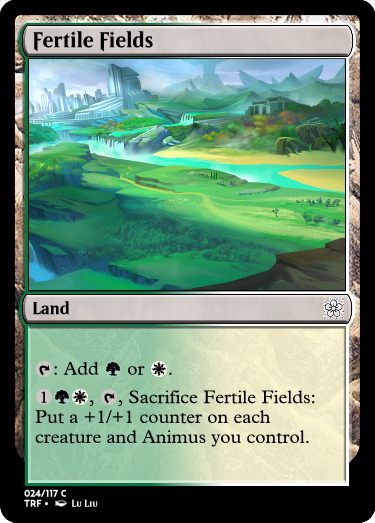 Fertile Fields
Land
: Add or .
1 , , Sacrifice Fertile Fields:
Put a +1/+1 counter on each
creature and Animus you control.
024/117 C
TRF • Lu Liu